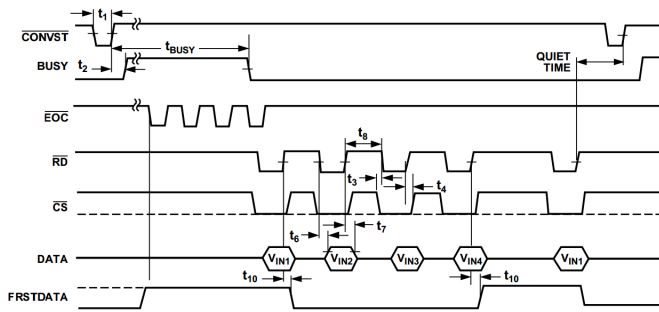 t1
CONVST
tBUSY
QUIET
TIME
BUSY
t2
EOC
t8
RD
t3
t4
CS
t6
t7
DATA
VIN1 VIN2 VIN3 VIN4 VIN1
t10 t10
FRSTDATA